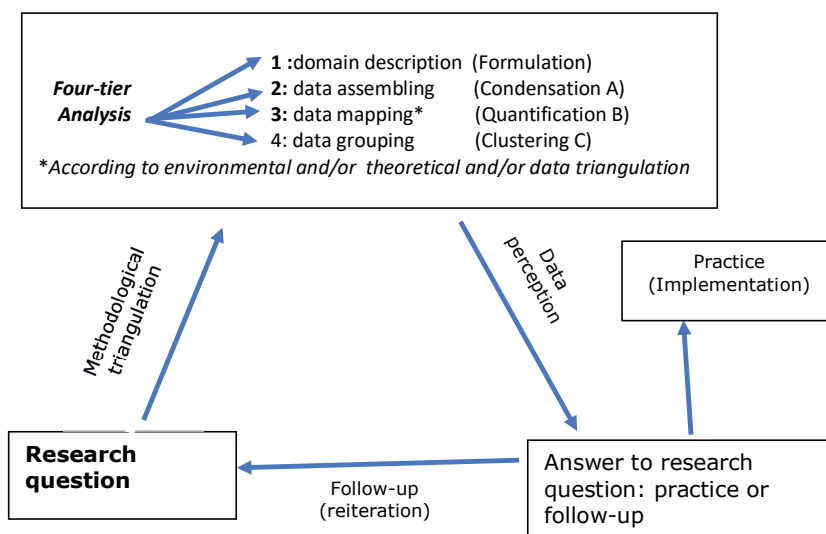 1 :domain description (Formulation)
Four-tier 2: data assembling (Condensation A)
Analysis 3: data mapping* (Quantification B)
4: data grouping (Clustering C)
*According to environmental and/or theoretical and/or data triangulation
Methodological
triangulation
Data
perception
Practice
(Implementation)
Research
question
Follow-up
(reiteration)
Answer to research
question: practice or
follow-up